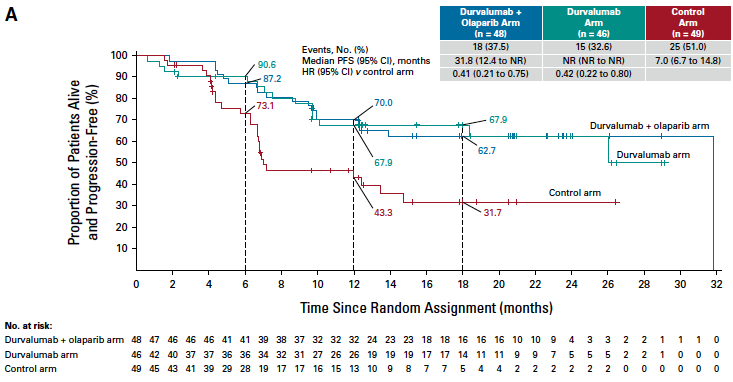 A
Durvalumab + Olaparib Arm (n = 48)
Durvalumab Arm (n = 46)
Control Arm (n = 49)
Events, No. (%) 18 (37.5) 15 (32.6) 25 (51.0)
Median PFS (95% CI), months 31.8 (12.4 to NR) NR (NR to NR) 7.0 (6.7 to 14.8)
HR (95% CI) v control arm 0.41 (0.21 to 0.75) 0.42 (0.22 to 0.80)
Proportion of Patients Alive
and Progression-Free (%)
100
90
80
70
60
50
40
30
20
10
90.6
87.2
73.1
70.0
67.9
43.3
67.9
62.7
31.7
Durvalumab + olaparib arm
Durvalumab arm
Control arm
0 2 4 6 8 10 12 14 16 18 20 22 24 26 28 30 32
Time Since Random Assignment (months)
No. at risk:
Durvalumab + olaparib arm 48 47 46 46 46 41 41 39 38 37 32 32 32 24 23 23 18 18 16 16 16 10 10 9 4 3 3 2 2 1 1 1 0
Durvalumab arm 46 42 40 37 37 36 36 34 32 31 27 26 26 19 19 19 17 17 14 11 11 9 9 7 5 5 5 2 2 1 0 0 0
Control arm 49 45 43 41 39 29 28 19 17 17 16 15 13 10 9 8 7 7 5 4 4 2 2 2 2 2 2 0 0 0 0 0 0